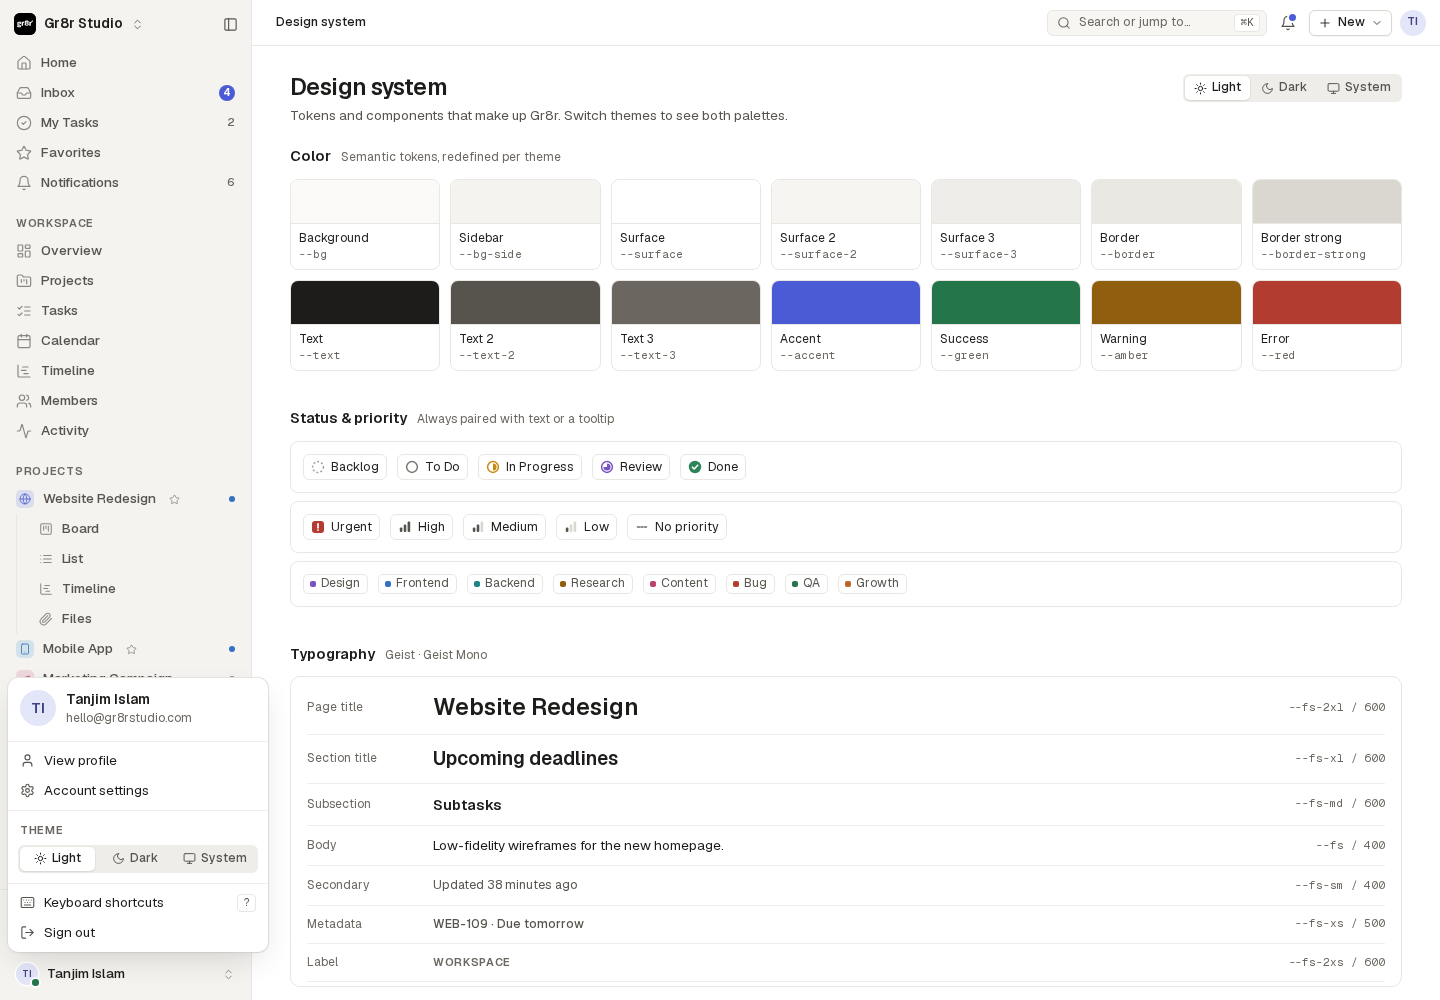 gr8r
Gr8r Studio
Home
Inbox 4
My Tasks 2
Favorites
Notifications 6
WORKSPACE
Overview
Projects
Tasks
Calendar
Timeline
Members
Activity
PROJECTS
Website Redesign
Board
List
Timeline
Files
Mobile App
Marketing Campaign
TI
Tanjim Islam
hello@gr8rstudio.com
View profile
Account settings
THEME
Light Dark System
Keyboard shortcuts ?
Sign out
TI Tanjim Islam
Design system
Search or jump to... ⌘K
New
TI
Design system
Light Dark System
Tokens and components that make up Gr8r. Switch themes to see both palettes.
Color Semantic tokens, redefined per theme
Background Sidebar Surface Surface 2 Surface 3 Border Border strong
--bg --bg-side --surface --surface-2 --surface-3 --border --border-strong
Text Text 2 Text 3 Accent Success Warning Error
--text --text-2 --text-3 --accent --green --amber --red
Status & priority Always paired with text or a tooltip
Backlog To Do In Progress Review Done
Urgent High Medium Low No priority
Design Frontend Backend Research Content Bug QA Growth
Typography Geist · Geist Mono
Page title Website Redesign --fs-2xl / 600
Section title Upcoming deadlines --fs-xl / 600
Subsection Subtasks --fs-md / 600
Body Low-fidelity wireframes for the new homepage. --fs / 400
Secondary Updated 38 minutes ago --fs-sm / 400
Metadata WEB-109 · Due tomorrow --fs-xs / 500
Label WORKSPACE --fs-2xs / 600